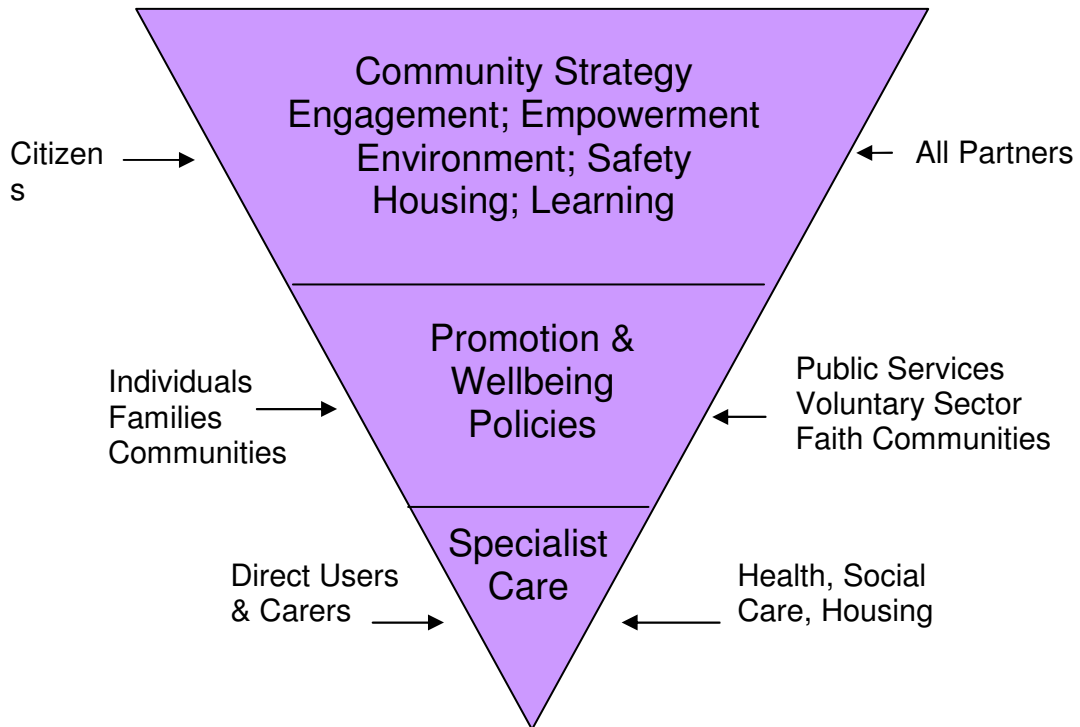 Community Strategy
Engagement; Empowerment
Environment; Safety
Housing; Learning
Citizen
s
All Partners
Promotion &
Wellbeing
Policies
Individuals
Families
Communities
Public Services
Voluntary Sector
Faith Communities
Specialist
Care
Direct Users
& Carers
Health, Social
Care, Housing